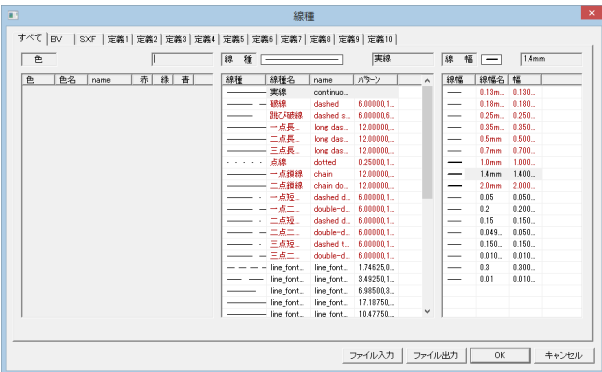 線種
すべて BV SXF 定義1 定義2 定義3 定義4 定義5 定義6 定義7 定義8 定義9 定義10
色 線 種 実線 線 幅 1.4mm
色 色名 name 赤 緑 青 線種 線種名 name パターン 線幅 線幅名 幅
実線 continuo... 0.13m... 0.130...
破線 dashed 6.00000,1... 0.18m... 0.180...
跳び破線 dashed s... 6.00000,6... 0.25m... 0.250...
一点長... long das... 12.00000,... 0.35m... 0.350...
二点長... long das... 12.00000,... 0.5mm 0.500...
三点長... long das... 12.00000,... 0.7mm 0.700...
点線 dotted 0.25000,1... 1.0mm 1.000...
一点鎖線 chain 12.00000,... 1.4mm 1.400...
二点鎖線 chain do... 12.00000,... 2.0mm 2.000...
一点短... dashed d... 6.00000,1... 0.05 0.050...
一点二... double-d... 6.00000,1... 0.2 0.200...
二点短... dashed d... 6.00000,1... 0.15 0.150...
二点二... double-d... 6.00000,1... 0.049... 0.050...
三点短... dashed t... 6.00000,1... 0.150... 0.150...
三点二... double-d... 6.00000,1... 0.010... 0.010...
line_font... line_font... 1.74625,0... 0.3 0.300...
line_font... line_font... 3.49250,1... 0.01 0.010...
line_font... line_font... 6.98500,3...
line_font... line_font... 17.18750,...
line_font... line_font... 10.47750,...
ファイル入力 ファイル出力 OK キャンセル